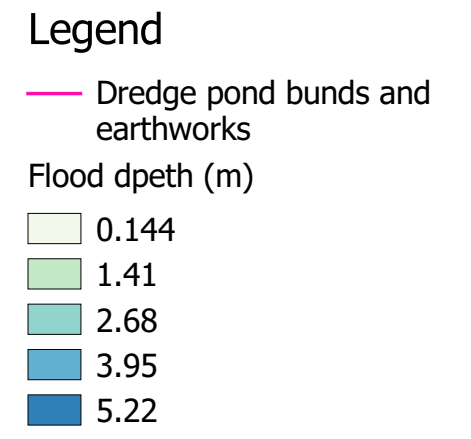 Legend
Dredge pond bunds and
earthworks
Flood dpeth (m)
0.144
1.41
2.68
3.95
5.22